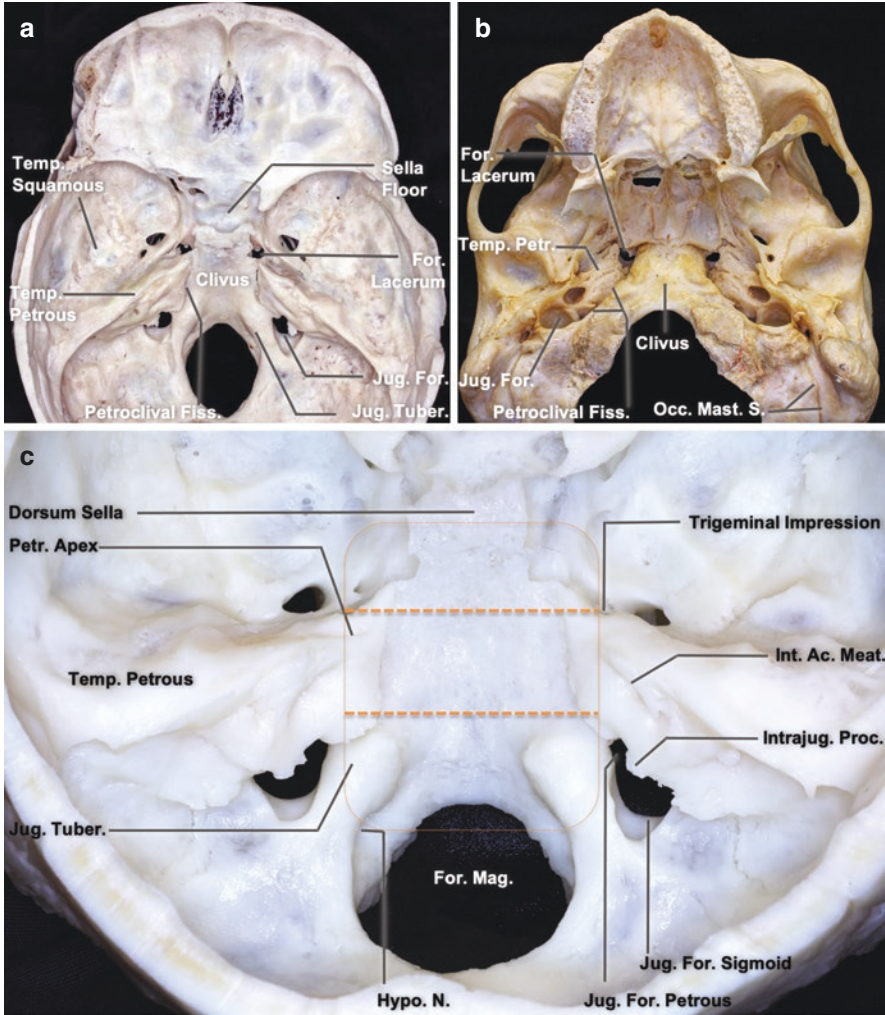 a
Temp.
Squamous
Sella
Floor
Clivus
For.
Lacerum
Temp.
Petrous
Jug. For.
Petroclival Fiss.
Jug. Tuber.
b
For.
Lacerum
Temp. Petr.
Clivus
Jug. For.
Petroclival Fiss.
Occ. Mast. S.
c
Dorsum Sella
Trigeminal Impression
Petr. Apex
Int. Ac. Meat.
Temp. Petrous
Intrajug. Proc.
Jug. Tuber.
For. Mag.
Jug. For. Sigmoid
Hypo. N.
Jug. For. Petrous